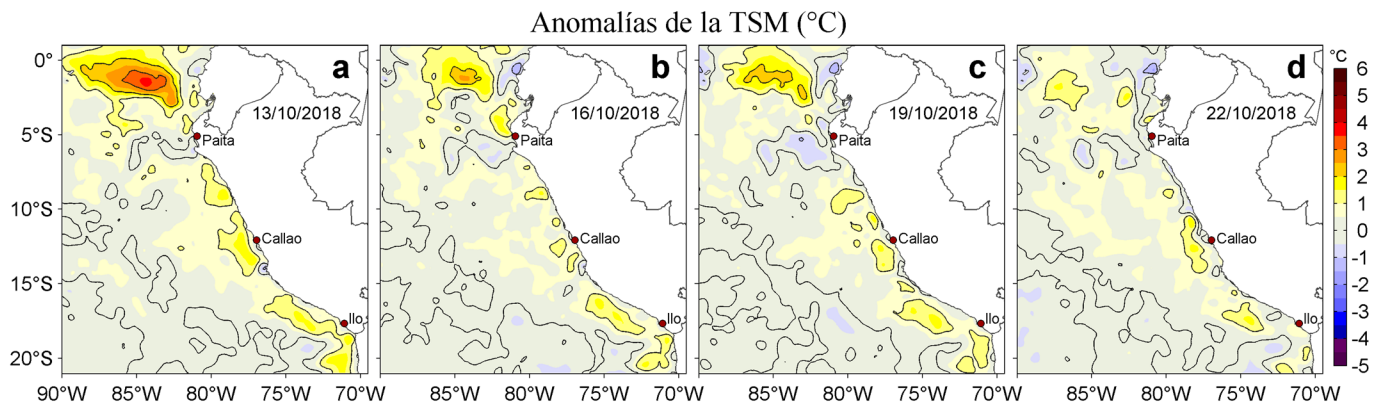 Anomalías de la TSM (°C)
0°
5°S
10°S
15°S
20°S
a
13/10/2018
Paita
Callao
Ilo
90°W 85°W 80°W 75°W 70°W
b
16/10/2018
Paita
Callao
Ilo
85°W 80°W 75°W 70°W
c
19/10/2018
Paita
Callao
Ilo
85°W 80°W 75°W 70°W
d
22/10/2018
Paita
Callao
Ilo
85°W 80°W 75°W 70°W
°C
6
5
4
3
2
1
0
-1
-2
-3
-4
-5